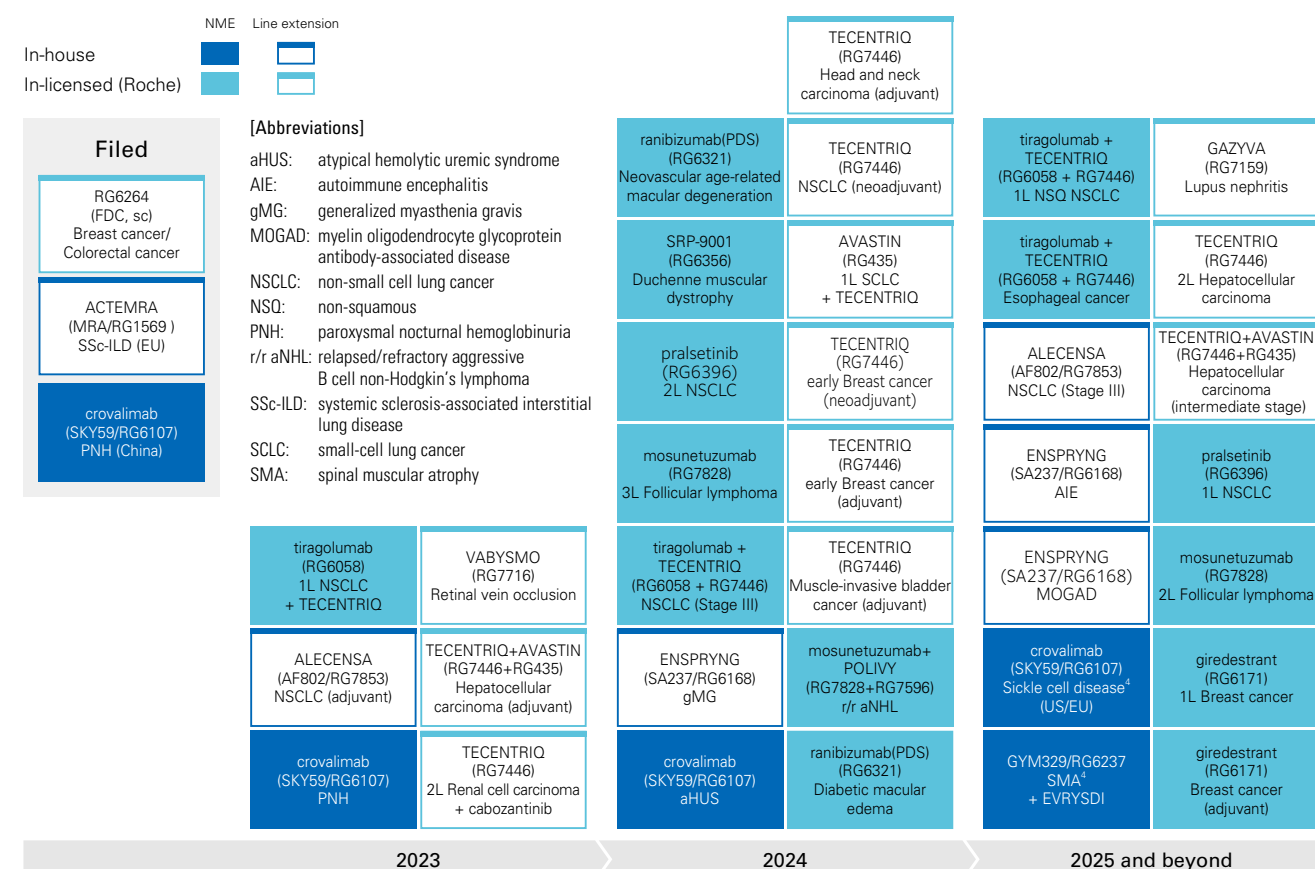 NME Line extension
In-house
In-licensed (Roche)
Filed
RG6264
(FDC, sc)
Breast cancer/
Colorectal cancer
ACTEMRA
(MRA/RG1569 )
SSc-ILD (EU)
crovalimab
(SKY59/RG6107)
PNH (China)
[Abbreviations]
aHUS: atypical hemolytic uremic syndrome
AIE: autoimmune encephalitis
gMG: generalized myasthenia gravis
MOGAD: myelin oligodendrocyte glycoprotein
antibody-associated disease
NSCLC: non-small cell lung cancer
NSQ: non-squamous
PNH: paroxysmal nocturnal hemoglobinuria
r/r aNHL: relapsed/refractory aggressive
B cell non-Hodgkin's lymphoma
SSc-ILD: systemic sclerosis-associated interstitial
lung disease
SCLC: small-cell lung cancer
SMA: spinal muscular atrophy
tiragolumab
(RG6058)
1L NSCLC
+ TECENTRIQ
VABYSMO
(RG7716)
Retinal vein occlusion
ALECENSA
(AF802/RG7853)
NSCLC (adjuvant)
TECENTRIQ+AVASTIN
(RG7446+RG435)
Hepatocellular
carcinoma (adjuvant)
crovalimab
(SKY59/RG6107)
PNH
TECENTRIQ
(RG7446)
2L Renal cell carcinoma
+ cabozantinib
2023
TECENTRIQ
(RG7446)
Head and neck
carcinoma (adjuvant)
ranibizumab(PDS)
(RG6321)
Neovascular age-related
macular degeneration
TECENTRIQ
(RG7446)
NSCLC (neoadjuvant)
SRP-9001
(RG6356)
Duchenne muscular
dystrophy
AVASTIN
(RG435)
1L SCLC
+ TECENTRIQ
pralsetinib
(RG6396)
2L NSCLC
TECENTRIQ
(RG7446)
early Breast cancer
(neoadjuvant)
mosunetuzumab
(RG7828)
3L Follicular lymphoma
TECENTRIQ
(RG7446)
early Breast cancer
(adjuvant)
tiragolumab +
TECENTRIQ
(RG6058 + RG7446)
NSCLC (Stage III)
TECENTRIQ
(RG7446)
Muscle-invasive bladder
cancer (adjuvant)
ENSPRYNG
(SA237/RG6168)
gMG
mosunetuzumab+
POLIVY
(RG7828+RG7596)
r/r aNHL
crovalimab
(SKY59/RG6107)
aHUS
ranibizumab(PDS)
(RG6321)
Diabetic macular
edema
2024
tiragolumab +
TECENTRIQ
(RG6058 + RG7446)
1L NSQ NSCLC
GAZYVA
(RG7159)
Lupus nephritis
tiragolumab +
TECENTRIQ
(RG6058 + RG7446)
Esophageal cancer
TECENTRIQ
(RG7446)
2L Hepatocellular
carcinoma
ALECENSA
(AF802/RG7853)
NSCLC (Stage III)
TECENTRIQ+AVASTIN
(RG7446+RG435)
Hepatocellular
carcinoma
(intermediate stage)
ENSPRYNG
(SA237/RG6168)
AIE
pralsetinib
(RG6396)
1L NSCLC
ENSPRYNG
(SA237/RG6168)
MOGAD
mosunetuzumab
(RG7828)
2L Follicular lymphoma
crovalimab
(SKY59/RG6107)
Sickle cell disease4
(US/EU)
giredestrant
(RG6171)
1L Breast cancer
GYM329/RG6237
SMA4
+ EVRYSDI
giredestrant
(RG6171)
Breast cancer
(adjuvant)
2025 and beyond